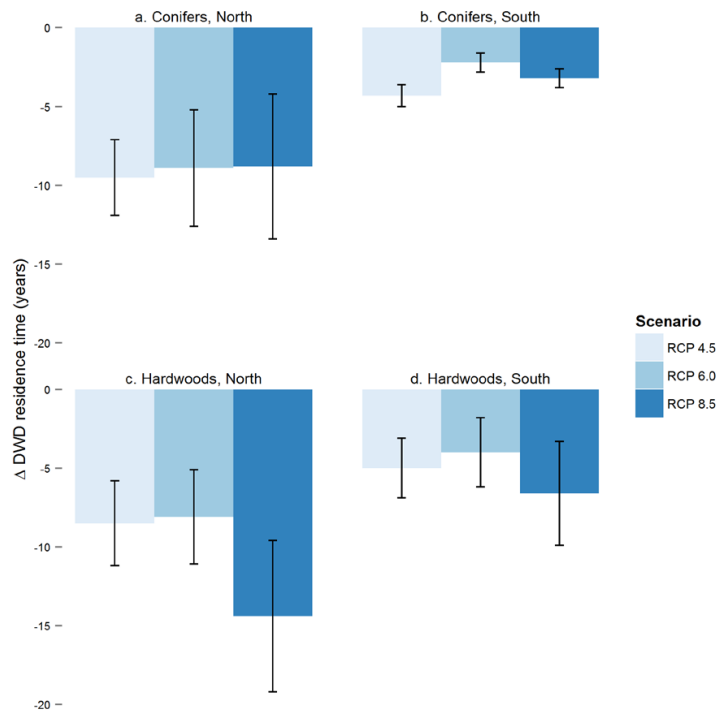 a. Conifers, North
b. Conifers, South
0
-5
-10
-15
-20
c. Hardwoods, North
d. Hardwoods, South
0
-5
-10
-15
-20
Δ DWD residence time (years)
Scenario
RCP 4.5
RCP 6.0
RCP 8.5